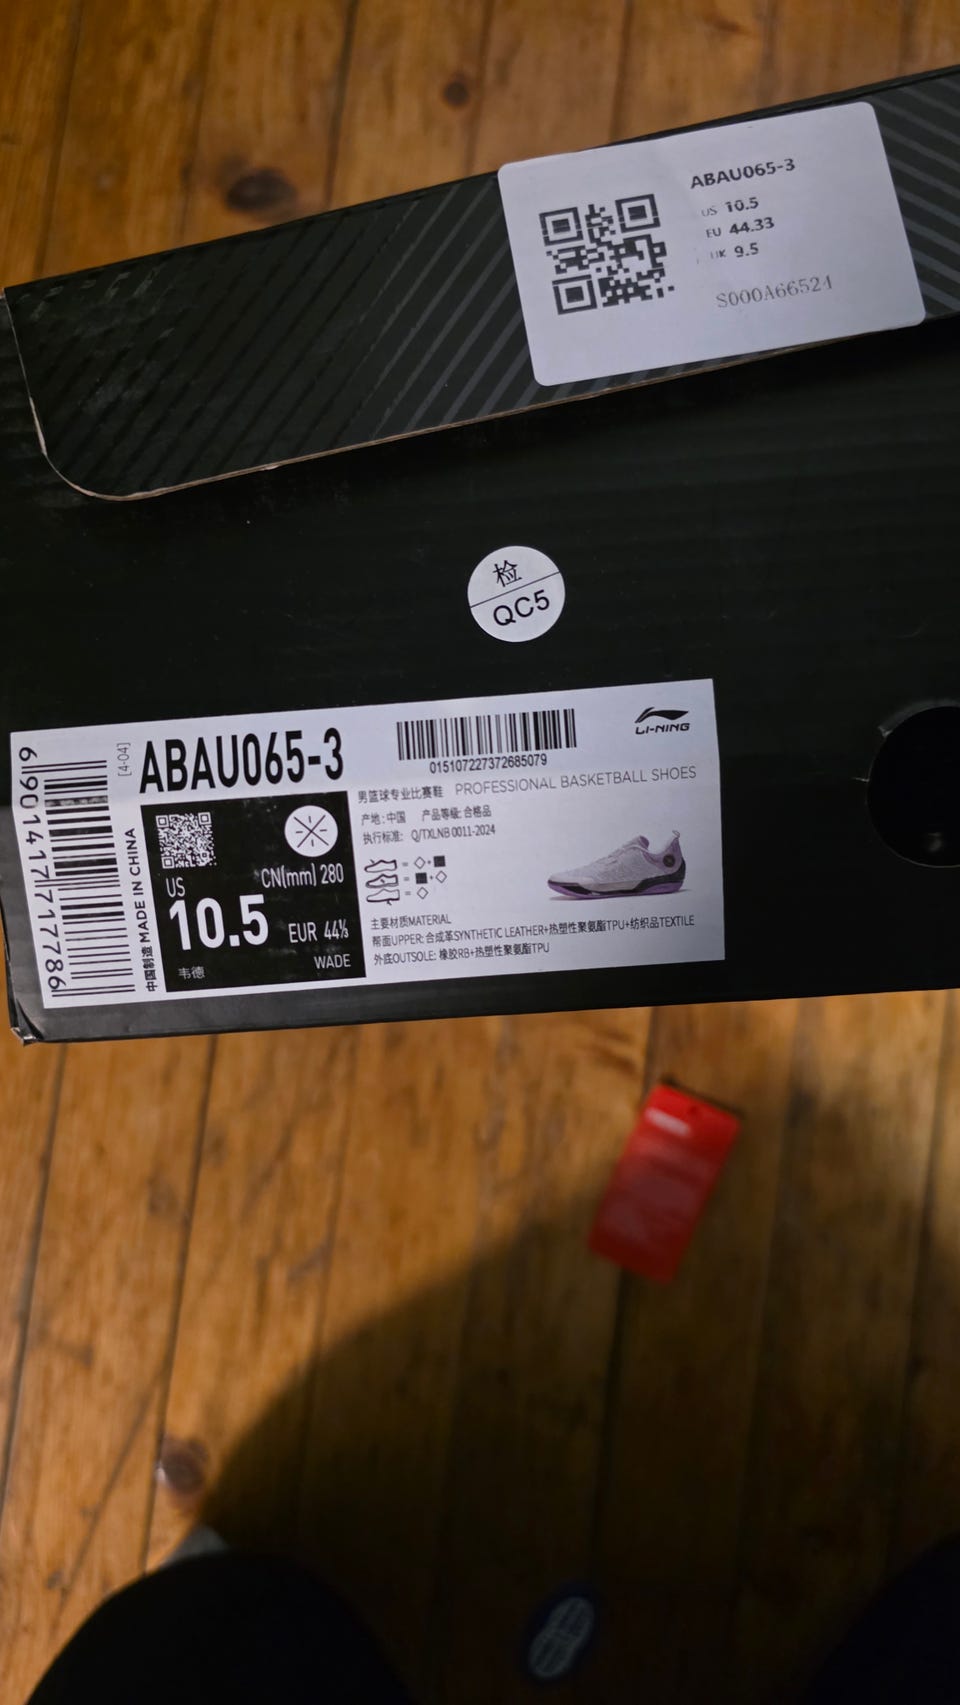 ABAU065-3
US 10.5
EU 44.33
UK 9.5
S000A66524
检
QC5
6901417717786
[4-04]
中国制造 MADE IN CHINA
ABAU065-3
015107227372685079
LI-NING
男篮球专业比赛鞋 PROFESSIONAL BASKETBALL SHOES
产地: 中国 产品等级: 合格品
执行标准: Q/TXLNB 0011-2024
US
CN(mm) 280
10.5
EUR 44⅓
韦德
WADE
主要材质MATERIAL
帮面UPPER: 合成革SYNTHETIC LEATHER+热塑性聚氨酯TPU+纺织品TEXTILE
外底OUTSOLE: 橡胶RB+热塑性聚氨酯TPU